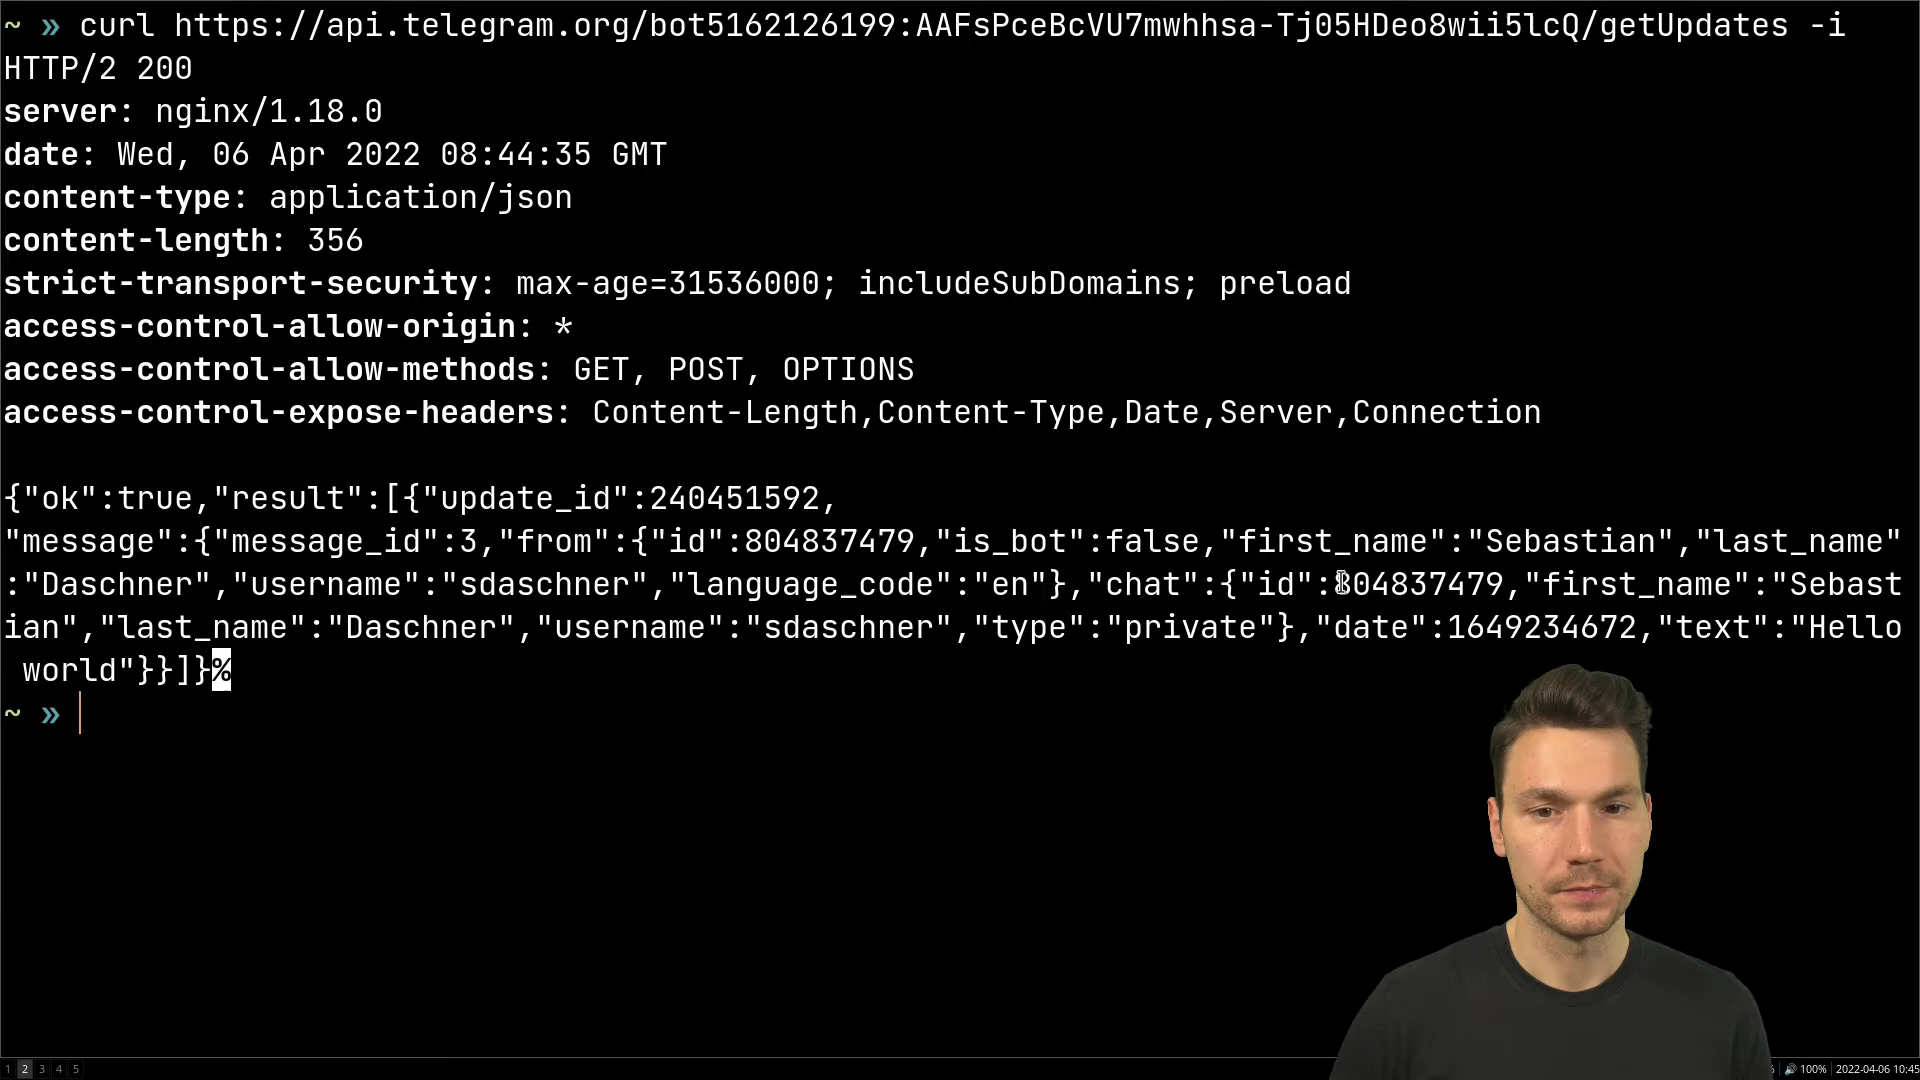 ~ » curl https://api.telegram.org/bot5162126199:AAFsPceBcVU7mwhhsa-Tj05HDeo8wii5lcQ/getUpdates -i
HTTP/2 200
server: nginx/1.18.0
date: Wed, 06 Apr 2022 08:44:35 GMT
content-type: application/json
content-length: 356
strict-transport-security: max-age=31536000; includeSubDomains; preload
access-control-allow-origin: *
access-control-allow-methods: GET, POST, OPTIONS
access-control-expose-headers: Content-Length,Content-Type,Date,Server,Connection
{"ok":true,"result":[{"update_id":240451592,
"message":{"message_id":3,"from":{"id":804837479,"is_bot":false,"first_name":"Sebastian","last_name"
:"Daschner","username":"sdaschner","language_code":"en"},"chat":{"id":804837479,"first_name":"Sebast
ian","last_name":"Daschner","username":"sdaschner","type":"private"},"date":1649234672,"text":"Hello
 world"}}]}%
~ »
1 2 3 4 5
100% 2022-04-06 10:45